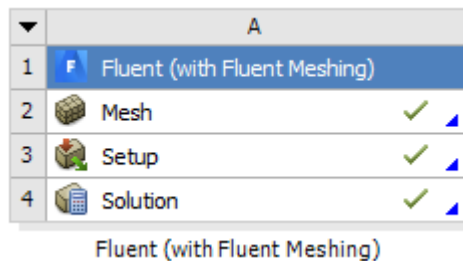 A
1 F Fluent (with Fluent Meshing)
2 Mesh
3 Setup
4 Solution
Fluent (with Fluent Meshing)